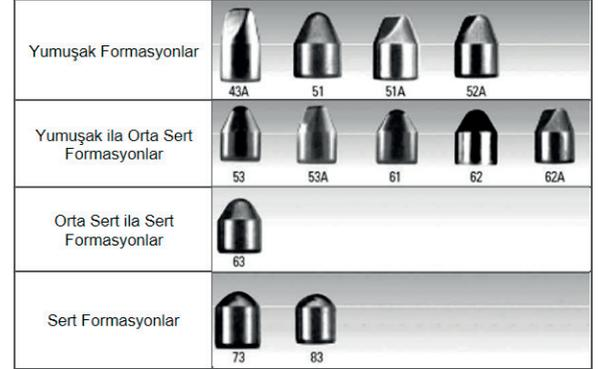 Yumuşak Formasyonlar
43A 51 51A 52A
Yumuşak ila Orta Sert
Formasyonlar
53 53A 61 62 62A
Orta Sert ila Sert
Formasyonlar
63
Sert Formasyonlar
73 83